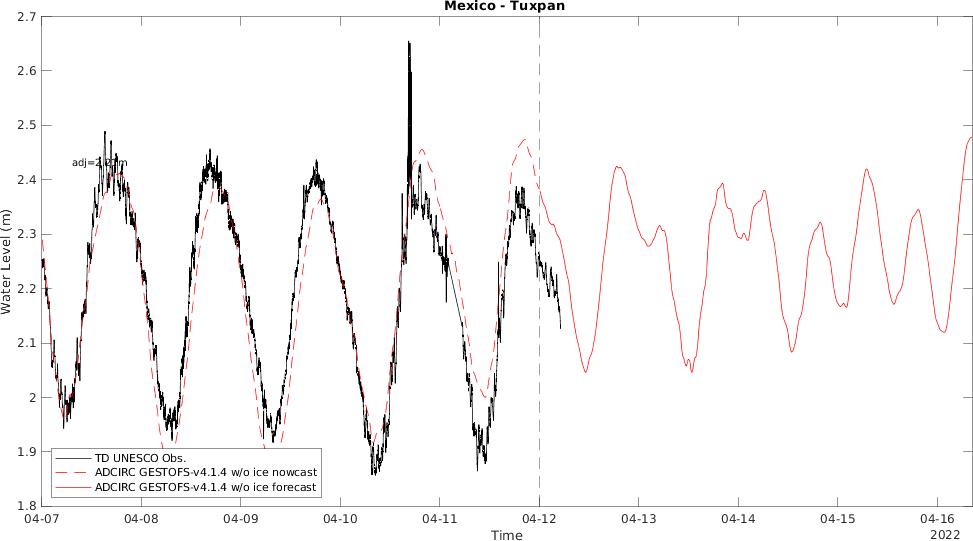 Mexico - Tuxpan
2.7
2.6
2.5
2.4
2.3
2.2
2.1
2
1.9
1.8
Water Level (m)
adj=2.27m
TD UNESCO Obs.
ADCIRC GESTOFS-v4.1.4 w/o ice nowcast
ADCIRC GESTOFS-v4.1.4 w/o ice forecast
04-07 04-08 04-09 04-10 04-11 04-12 04-13 04-14 04-15 04-16
Time
2022